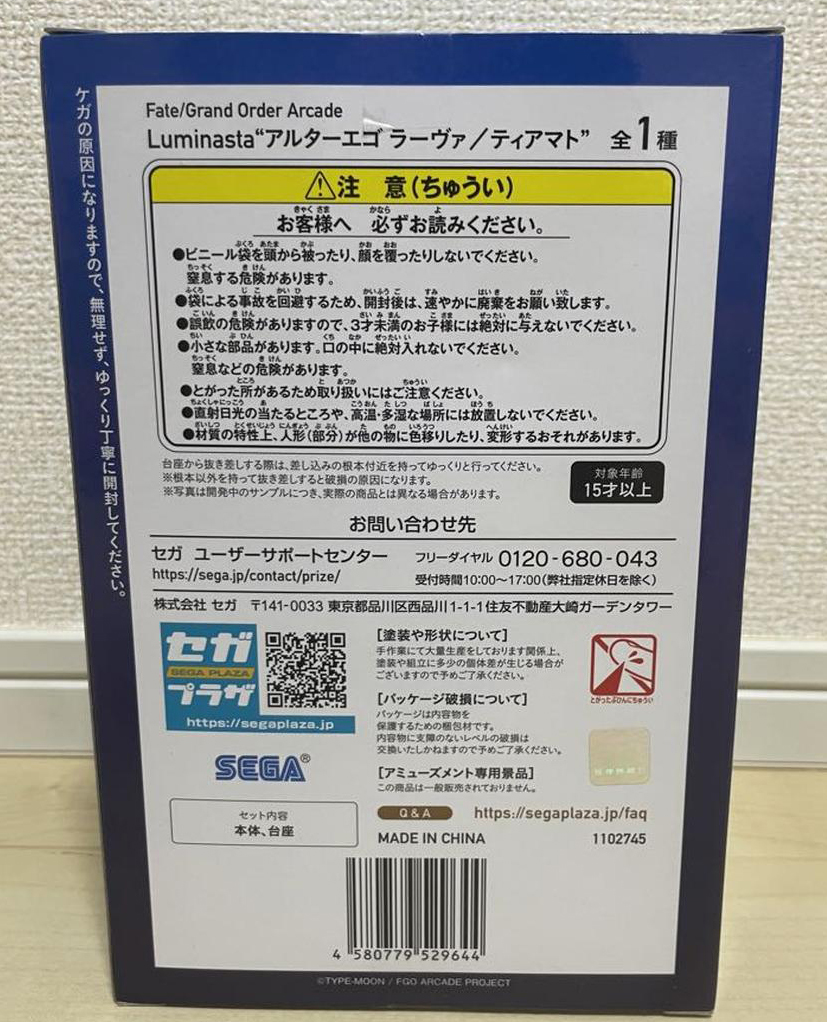 ケガの原因になりますので、無理せず、ゆっくり丁寧に開封してください。
Fate/Grand Order Arcade
Luminasta“アルターエゴ ラーヴァ／ティアマト” 全1種
⚠注 意(ちゅうい)
お客様へ 必ずお読みください。
●ビニール袋を頭から被ったり、顔を覆ったりしないでください。
窒息する危険があります。
●袋による事故を回避するため、開封後は、速やかに廃棄をお願い致します。
●誤飲の危険がありますので、3才未満のお子様には絶対に与えないでください。
●小さな部品があります。口の中に絶対入れないでください。
窒息などの危険があります。
●とがった所があるため取り扱いにはご注意ください。
●直射日光の当たるところや、高温・多湿な場所には放置しないでください。
●材質の特性上、人形(部分)が他の物に色移りしたり、変形するおそれがあります。
台座から抜き差しする際は、差し込みの根本付近を持ってゆっくりと行ってください。
※根本以外を持って抜き差しすると破損の原因になります。
※写真は開発中のサンプルにつき、実際の商品とは異なる場合があります。
対象年齢
15才以上
お問い合わせ先
セガ ユーザーサポートセンター フリーダイヤル 0120-680-043
https://sega.jp/contact/prize/ 受付時間10:00〜17:00(弊社指定休日を除く)
株式会社 セガ 〒141-0033 東京都品川区西品川1-1-1住友不動産大崎ガーデンタワー
セガ
SEGA PLAZA
プラザ
https://segaplaza.jp
[塗装や形状について]
手作業にて大量生産をしております関係上、
塗装や組立に多少の個体差が生じる場合が
ございますので予めご了承ください。
とがったぶひんにちゅうい
[パッケージ破損について]
パッケージは内容物を
保護するための梱包材です。
内容物に支障のないレベルの破損は
交換いたしかねますので予めご了承ください。
SEGA®
[アミューズメント専用景品]
この商品は一般販売されておりません。
Q&A https://segaplaza.jp/faq
セット内容
本体、台座
MADE IN CHINA 1102745
4 580779 529644
©TYPE-MOON / FGO ARCADE PROJECT